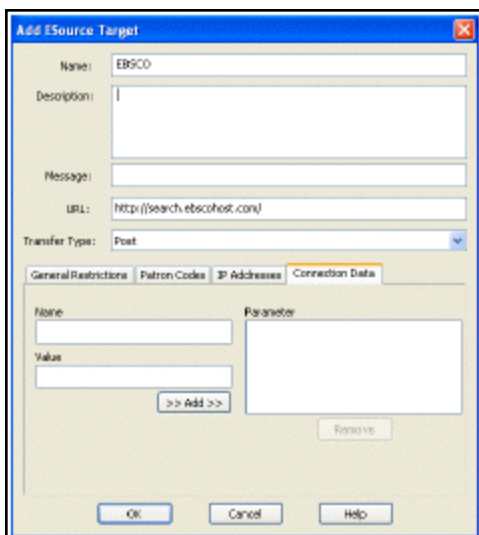 Add ESource Target
Name: EBSCO
Description:
Message:
URL: http://search.ebscohost.com/
Transfer Type: Post
General Restrictions Patron Codes IP Addresses Connection Data
Name Parameter
Value
>> Add >>
Remove
OK Cancel Help